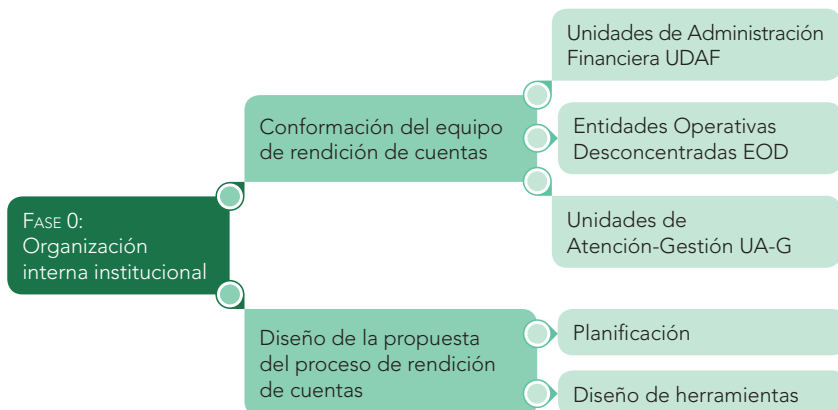 Unidades de Administración
Financiera UDAF
Conformación del equipo
de rendición de cuentas
Entidades Operativas
Desconcentradas EOD
Unidades de
Atención-Gestión UA-G
Fase 0:
Organización
interna institucional
Diseño de la propuesta
del proceso de rendición
de cuentas
Planificación
Diseño de herramientas